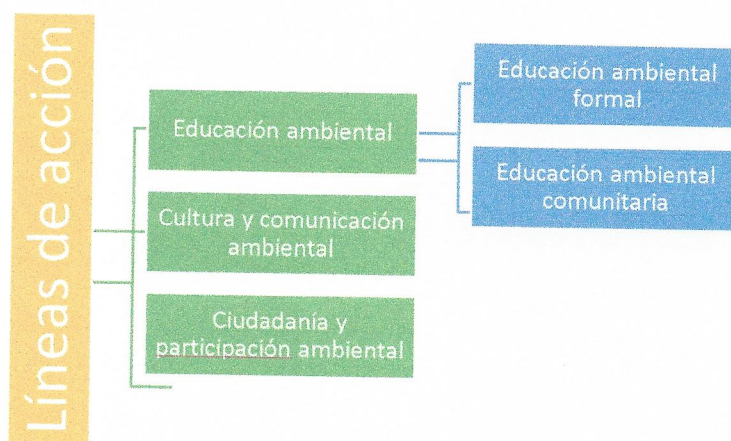 Líneas de acción
Educación ambiental
Cultura y comunicación
ambiental
Ciudadanía y
participación ambiental
Educación ambiental
formal
Educación ambiental
comunitaria